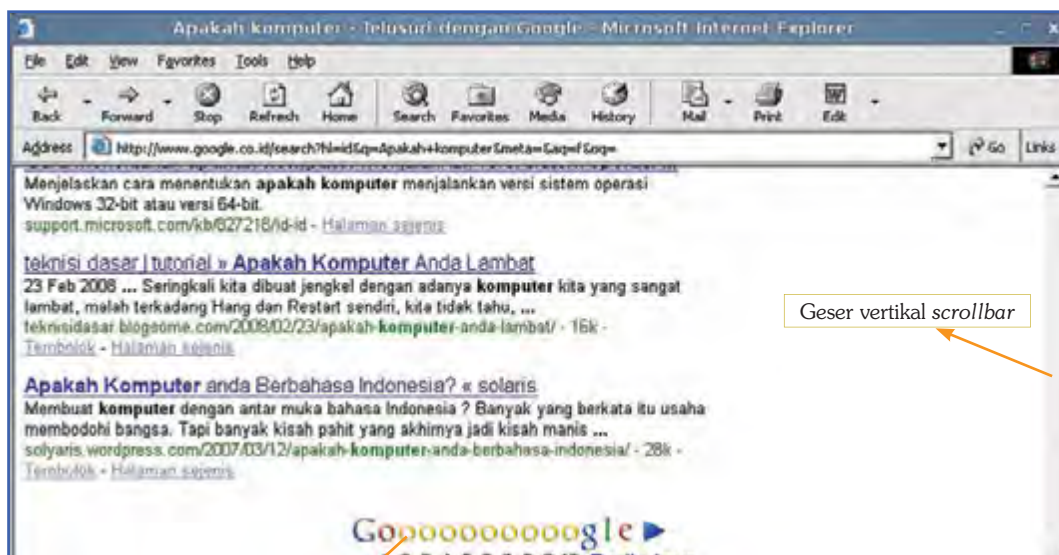 Apakah komputer - Telusuri dengan Google - Microsoft Internet Explorer
File Edit View Favorites Tools Help
Back Forward Stop Refresh Home Search Favorites Media History Mail Print Edit
Address http://www.google.co.id/search?hl=id&q=Apakah+komputer&meta=&aq=f&oq= Go Links
Menjelaskan cara menentukan apakah komputer menjalankan versi sistem operasi
Windows 32-bit atau versi 64-bit.
support.microsoft.com/kb/827218/id-id - Halaman sejenis
teknisi dasar | tutorial » Apakah Komputer Anda Lambat
23 Feb 2008 ... Seringkali kita dibuat jengkel dengan adanya komputer kita yang sangat
lambat, malah terkadang Hang dan Restart sendiri, kita tidak tahu, ...
teknisidasar.blogsome.com/2008/02/23/apakah-komputer-anda-lambat/ - 16k -
Tembolok - Halaman sejenis
Geser vertikal scrollbar
Apakah Komputer anda Berbahasa Indonesia? « solaris
Membuat komputer dengan antar muka bahasa Indonesia ? Banyak yang berkata itu usaha
membodohi bangsa. Tapi banyak kisah pahit yang akhirnya jadi kisah manis ...
solyaris.wordpress.com/2007/03/12/apakah-komputer-anda-berbahasa-indonesia/ - 28k -
Tembolok - Halaman sejenis
Goooooooooogle